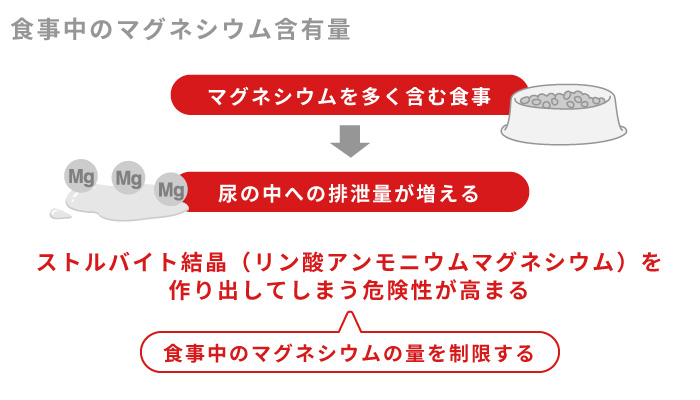 食事中のマグネシウム含有量
マグネシウムを多く含む食事
Mg
Mg
Mg
尿の中への排泄量が増える
ストルバイト結晶（リン酸アンモニウムマグネシウム）を
作り出してしまう危険性が高まる
食事中のマグネシウムの量を制限する